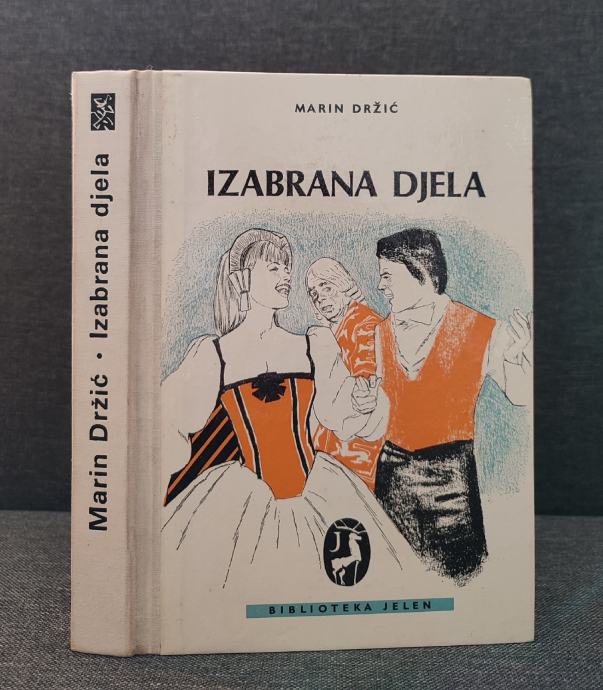 MARIN DRŽIĆ
IZABRANA DJELA
BIBLIOTEKA JELEN
Marin Držić • Izabrana djela
J